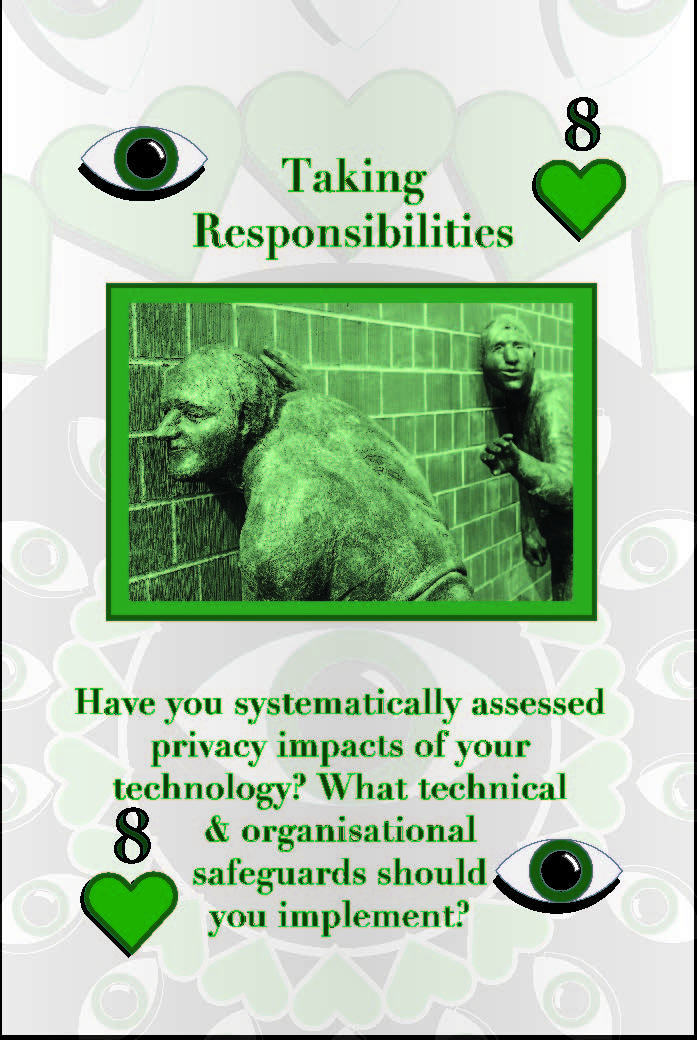 8
Taking
Responsibilities
Have you systematically assessed
privacy impacts of your
technology? What technical
& organisational
safeguards should
you implement?
8